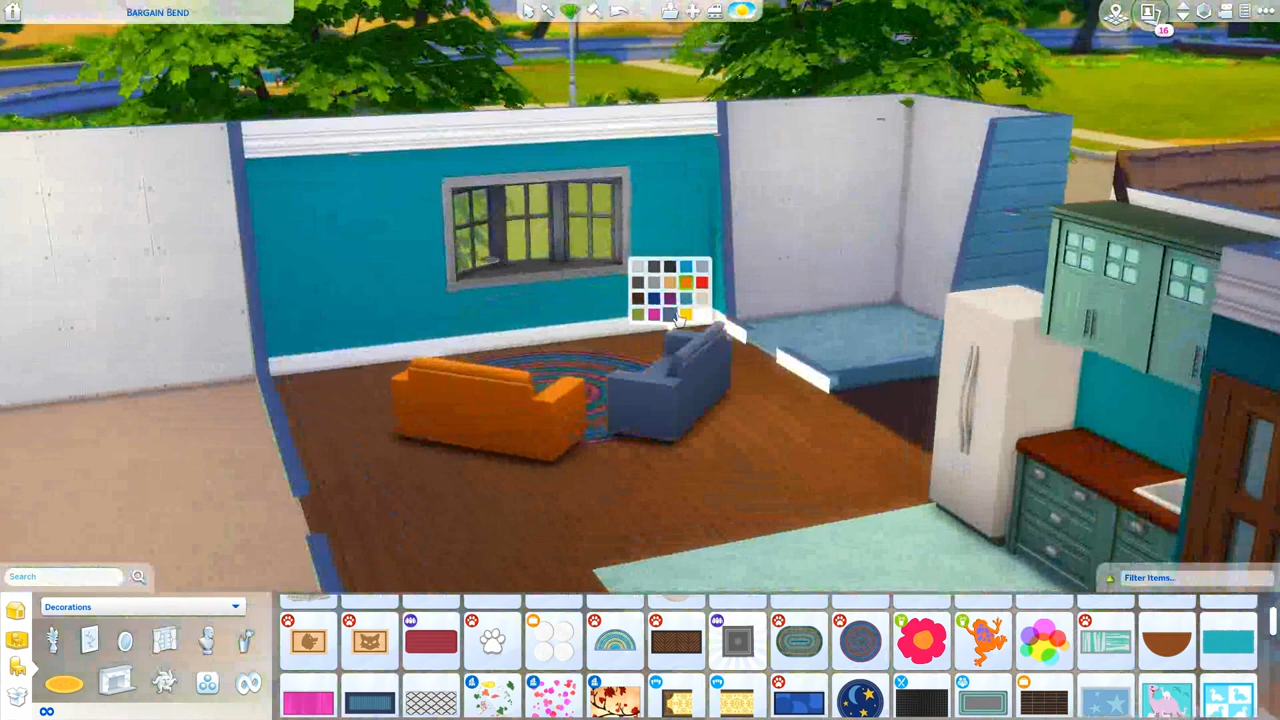 BARGAIN BEND
16
Search
Filter Items...
Decorations